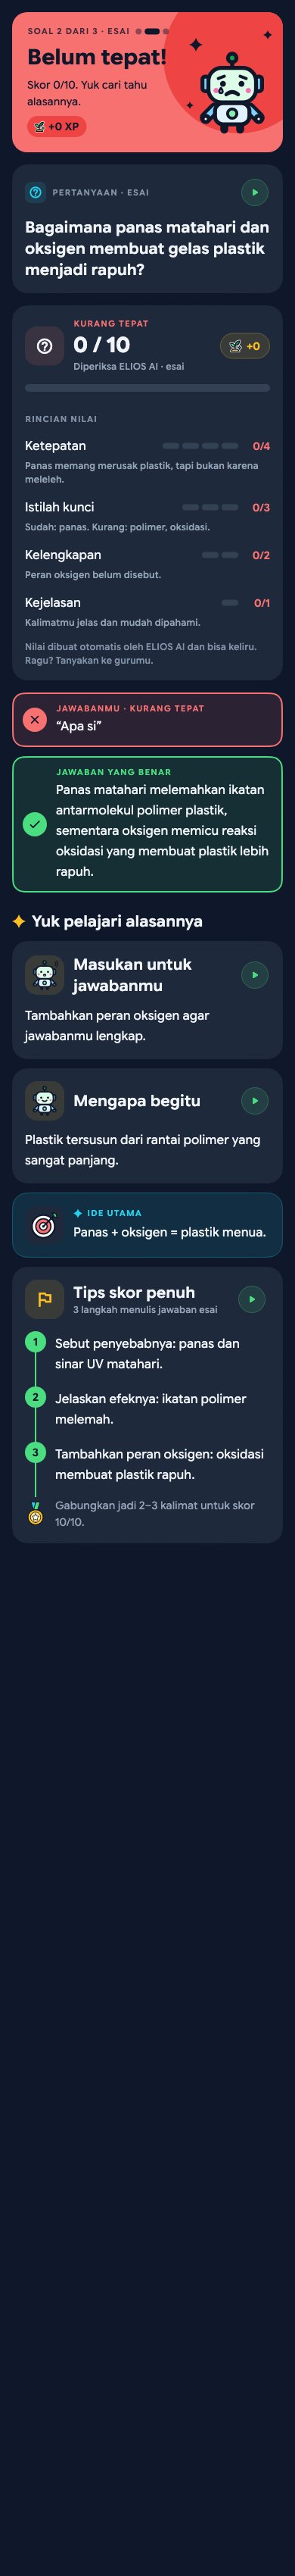 SOAL 2 DARI 3 · ESAI
Belum tepat!
Skor 0/10. Yuk cari tahu
alasannya.
+0 XP
PERTANYAAN · ESAI
Bagaimana panas matahari dan
oksigen membuat gelas plastik
menjadi rapuh?
KURANG TEPAT
0 / 10
Diperiksa ELIOS AI · esai
+0
RINCIAN NILAI
Ketepatan 0/4
Panas memang merusak plastik, tapi bukan karena
meleleh.
Istilah kunci 0/3
Sudah: panas. Kurang: polimer, oksidasi.
Kelengkapan 0/2
Peran oksigen belum disebut.
Kejelasan 0/1
Kalimatmu jelas dan mudah dipahami.
Nilai dibuat otomatis oleh ELIOS AI dan bisa keliru.
Ragu? Tanyakan ke gurumu.
JAWABANMU · KURANG TEPAT
“Apa si”
JAWABAN YANG BENAR
Panas matahari melemahkan ikatan
antarmolekul polimer plastik,
sementara oksigen memicu reaksi
oksidasi yang membuat plastik lebih
rapuh.
Yuk pelajari alasannya
Masukan untuk
jawabanmu
Tambahkan peran oksigen agar
jawabanmu lengkap.
Mengapa begitu
Plastik tersusun dari rantai polimer yang
sangat panjang.
IDE UTAMA
Panas + oksigen = plastik menua.
Tips skor penuh
3 langkah menulis jawaban esai
1 Sebut penyebabnya: panas dan
sinar UV matahari.
2 Jelaskan efeknya: ikatan polimer
melemah.
3 Tambahkan peran oksigen: oksidasi
membuat plastik rapuh.
Gabungkan jadi 2–3 kalimat untuk skor
10/10.